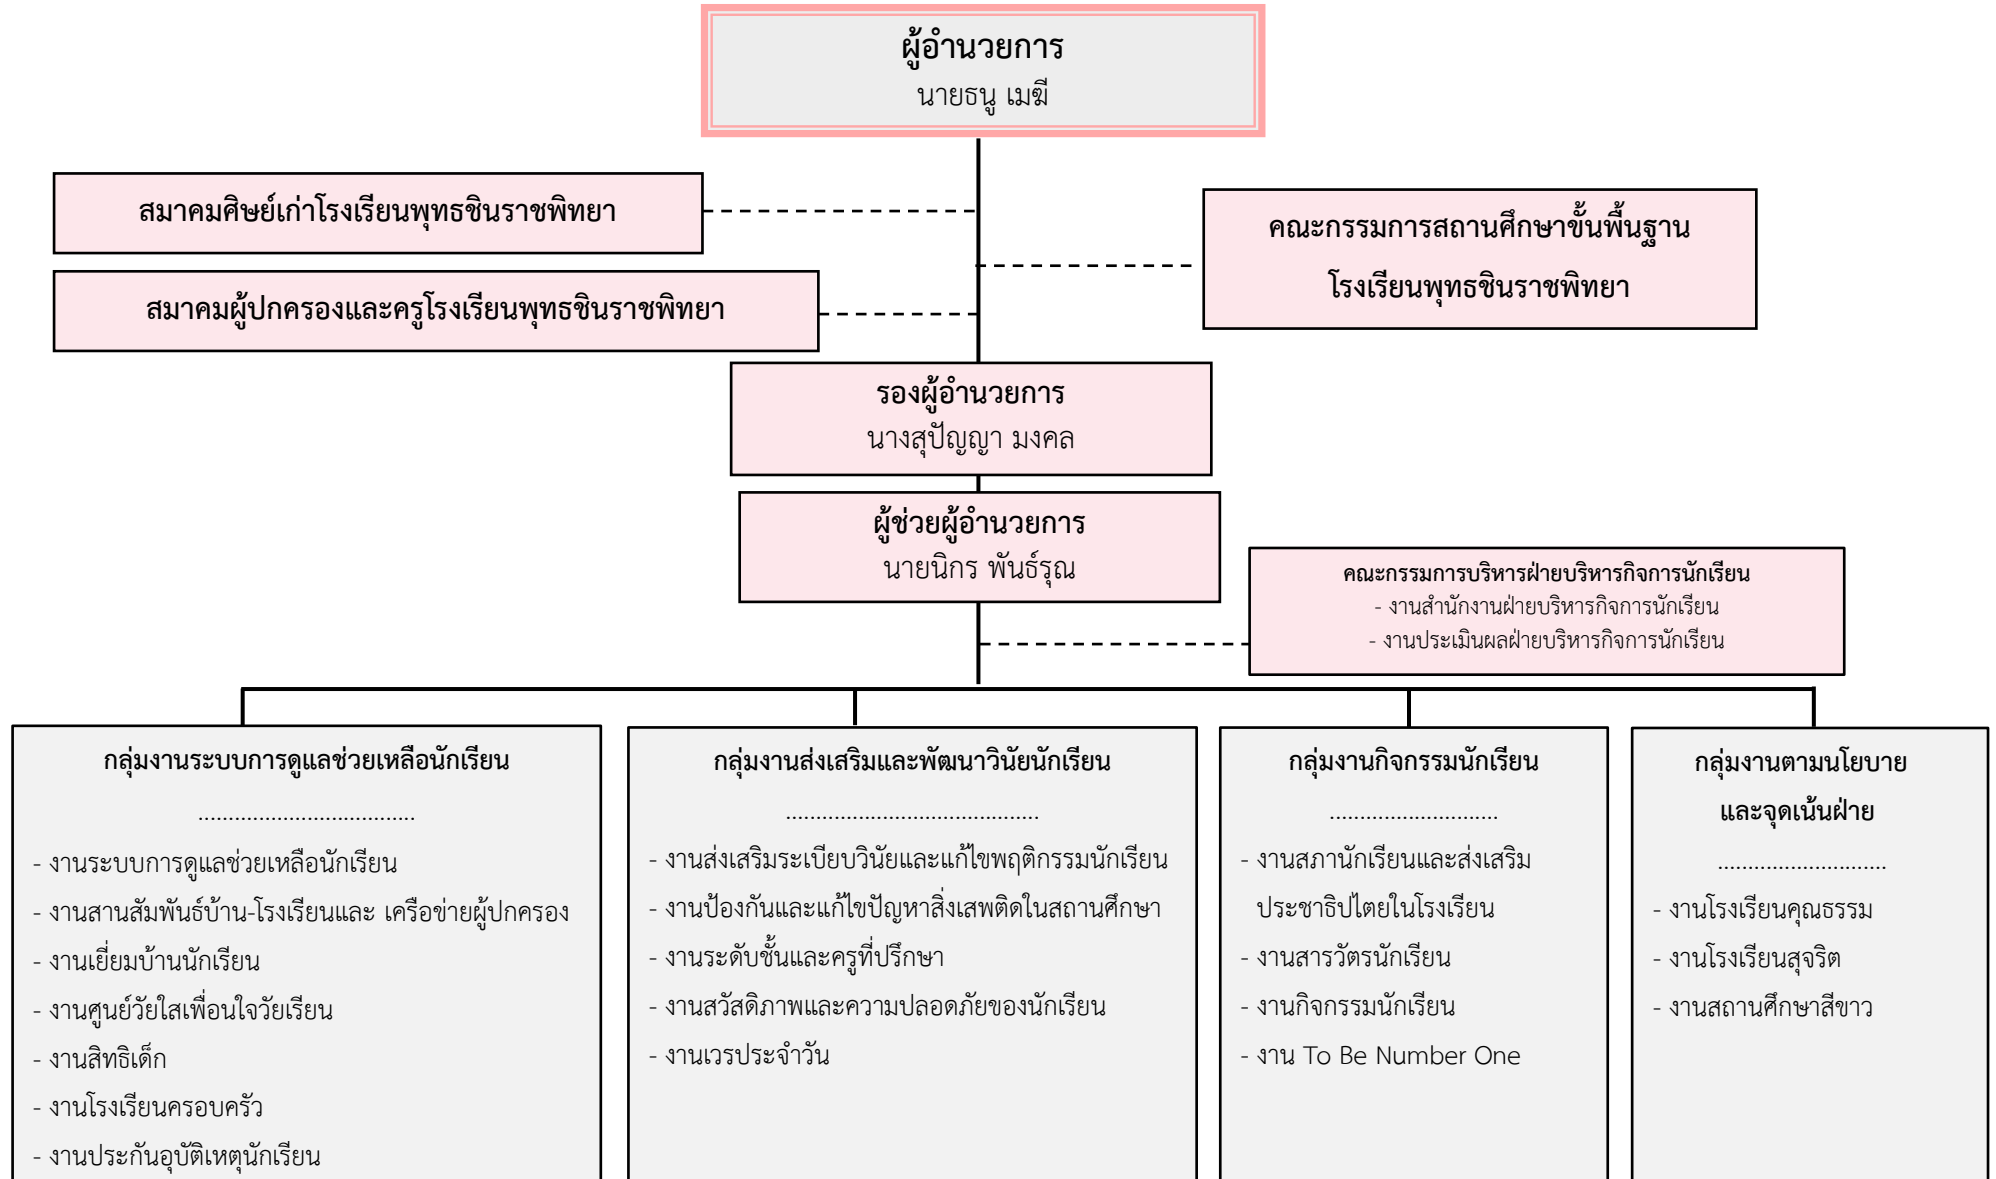 ผู้อำนวยการ
นายธนู เมฆี
สมาคมศิษย์เก่าโรงเรียนพุทธชินราชพิทยา
คณะกรรมการสถานศึกษาขั้นพื้นฐาน
โรงเรียนพุทธชินราชพิทยา
สมาคมผู้ปกครองและครูโรงเรียนพุทธชินราชพิทยา
รองผู้อำนวยการ
นางสุปัญญา มงคล
ผู้ช่วยผู้อำนวยการ
นายนิกร พันธ์รุณ
คณะกรรมการบริหารฝ่ายบริหารกิจการนักเรียน
- งานสำนักงานฝ่ายบริหารกิจการนักเรียน
- งานประเมินผลฝ่ายบริหารกิจการนักเรียน
กลุ่มงานระบบการดูแลช่วยเหลือนักเรียน
....................................
- งานระบบการดูแลช่วยเหลือนักเรียน
- งานสานสัมพันธ์บ้าน-โรงเรียนและ เครือข่ายผู้ปกครอง
- งานเยี่ยมบ้านนักเรียน
- งานศูนย์วัยใสเพื่อนใจวัยเรียน
- งานสิทธิเด็ก
- งานโรงเรียนครอบครัว
- งานประกันอุบัติเหตุนักเรียน
กลุ่มงานส่งเสริมและพัฒนาวินัยนักเรียน
..........................................
- งานส่งเสริมระเบียบวินัยและแก้ไขพฤติกรรมนักเรียน
- งานป้องกันและแก้ไขปัญหาสิ่งเสพติดในสถานศึกษา
- งานระดับชั้นและครูที่ปรึกษา
- งานสวัสดิภาพและความปลอดภัยของนักเรียน
- งานเวรประจำวัน
กลุ่มงานกิจกรรมนักเรียน
............................
- งานสภานักเรียนและส่งเสริม
ประชาธิปไตยในโรงเรียน
- งานสารวัตรนักเรียน
- งานกิจกรรมนักเรียน
- งาน To Be Number One
กลุ่มงานตามนโยบาย
และจุดเน้นฝ่าย
............................
- งานโรงเรียนคุณธรรม
- งานโรงเรียนสุจริต
- งานสถานศึกษาสีขาว